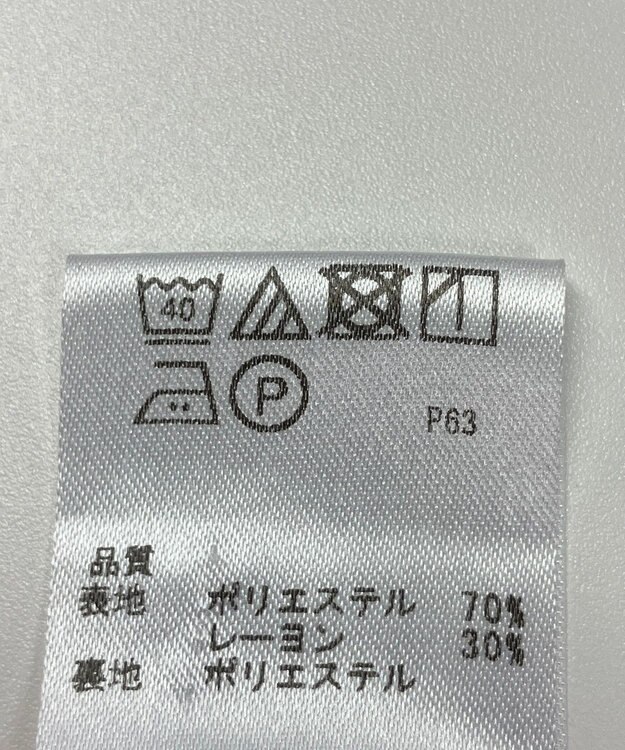 40
P
P63
品質
表地 ポリエステル 70%
レーヨン 30%
裏地 ポリエステル